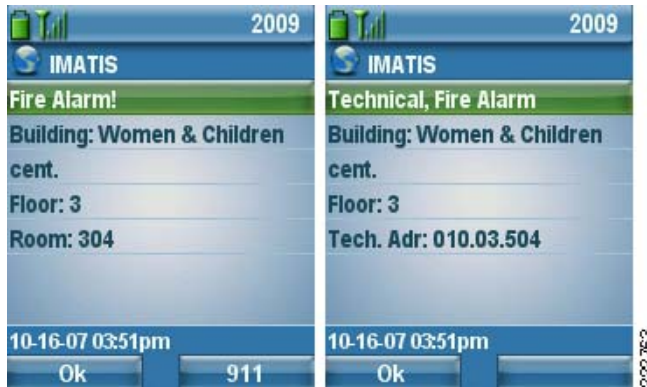 2009
IMATIS
Fire Alarm!
Building: Women & Children
cent.
Floor: 3
Room: 304
10-16-07 03:51pm
Ok 911
2009
IMATIS
Technical, Fire Alarm
Building: Women & Children
cent.
Floor: 3
Tech. Adr: 010.03.504
10-16-07 03:51pm
Ok